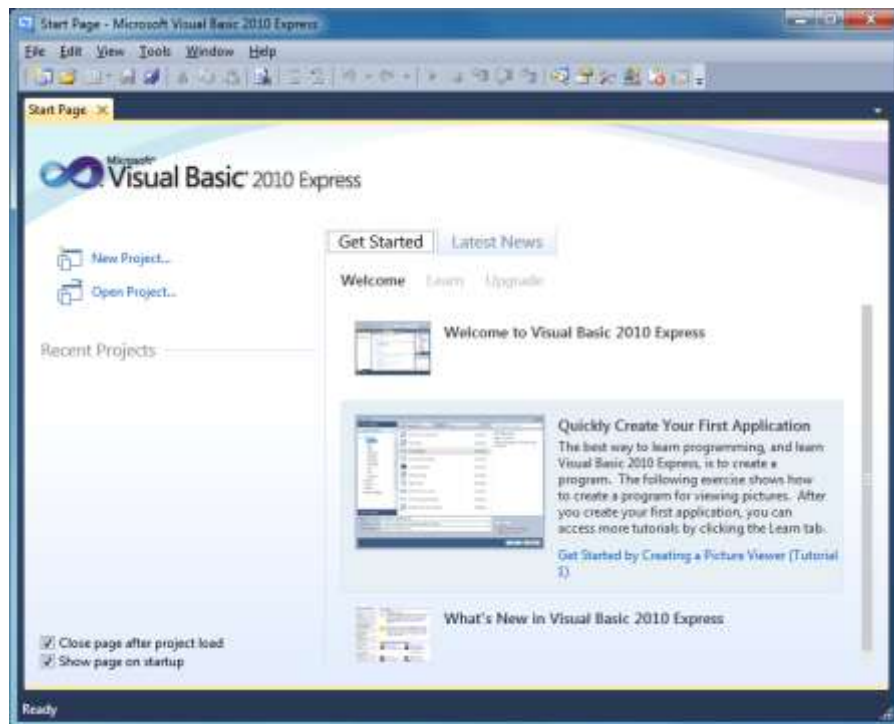 Start Page - Microsoft Visual Basic 2010 Express
File Edit View Tools Window Help
Start Page
Microsoft
Visual Basic 2010 Express
New Project...
Open Project...
Recent Projects
Close page after project load
Show page on startup
Get Started Latest News
Welcome Learn Upgrade
Welcome to Visual Basic 2010 Express
Quickly Create Your First Application
The best way to learn programming, and learn
Visual Basic 2010 Express, is to create a
program. The following exercise shows how
to create a program for viewing pictures. After
you create your first application, you can
access more tutorials by clicking the Learn tab.
Get Started by Creating a Picture Viewer (Tutorial
1)
What's New in Visual Basic 2010 Express
Ready